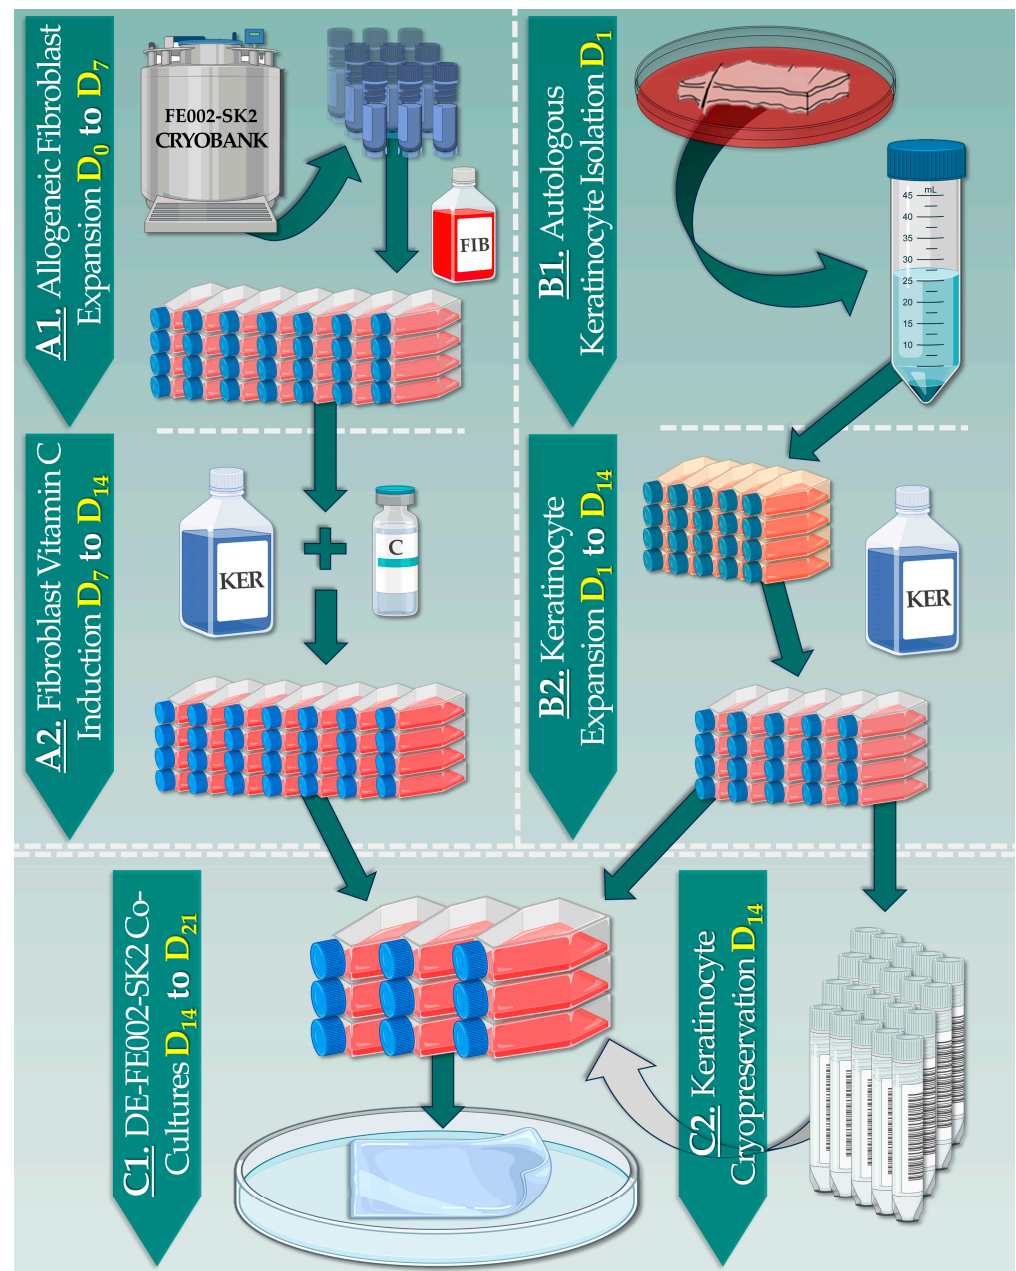 A1. Allogeneic Fibroblast
Expansion D0 to D7
FE002-SK2
CRYOBANK
FIB
B1. Autologous
Keratinocyte Isolation D1
mL
45
40
35
30
25
20
15
10
A2. Fibroblast Vitamin C
Induction D7 to D14
KER
C
B2. Keratinocyte
Expansion D1 to D14
KER
C1. DE-FE002-SK2 Co-
Cultures D14 to D21
C2. Keratinocyte
Cryopreservation D14